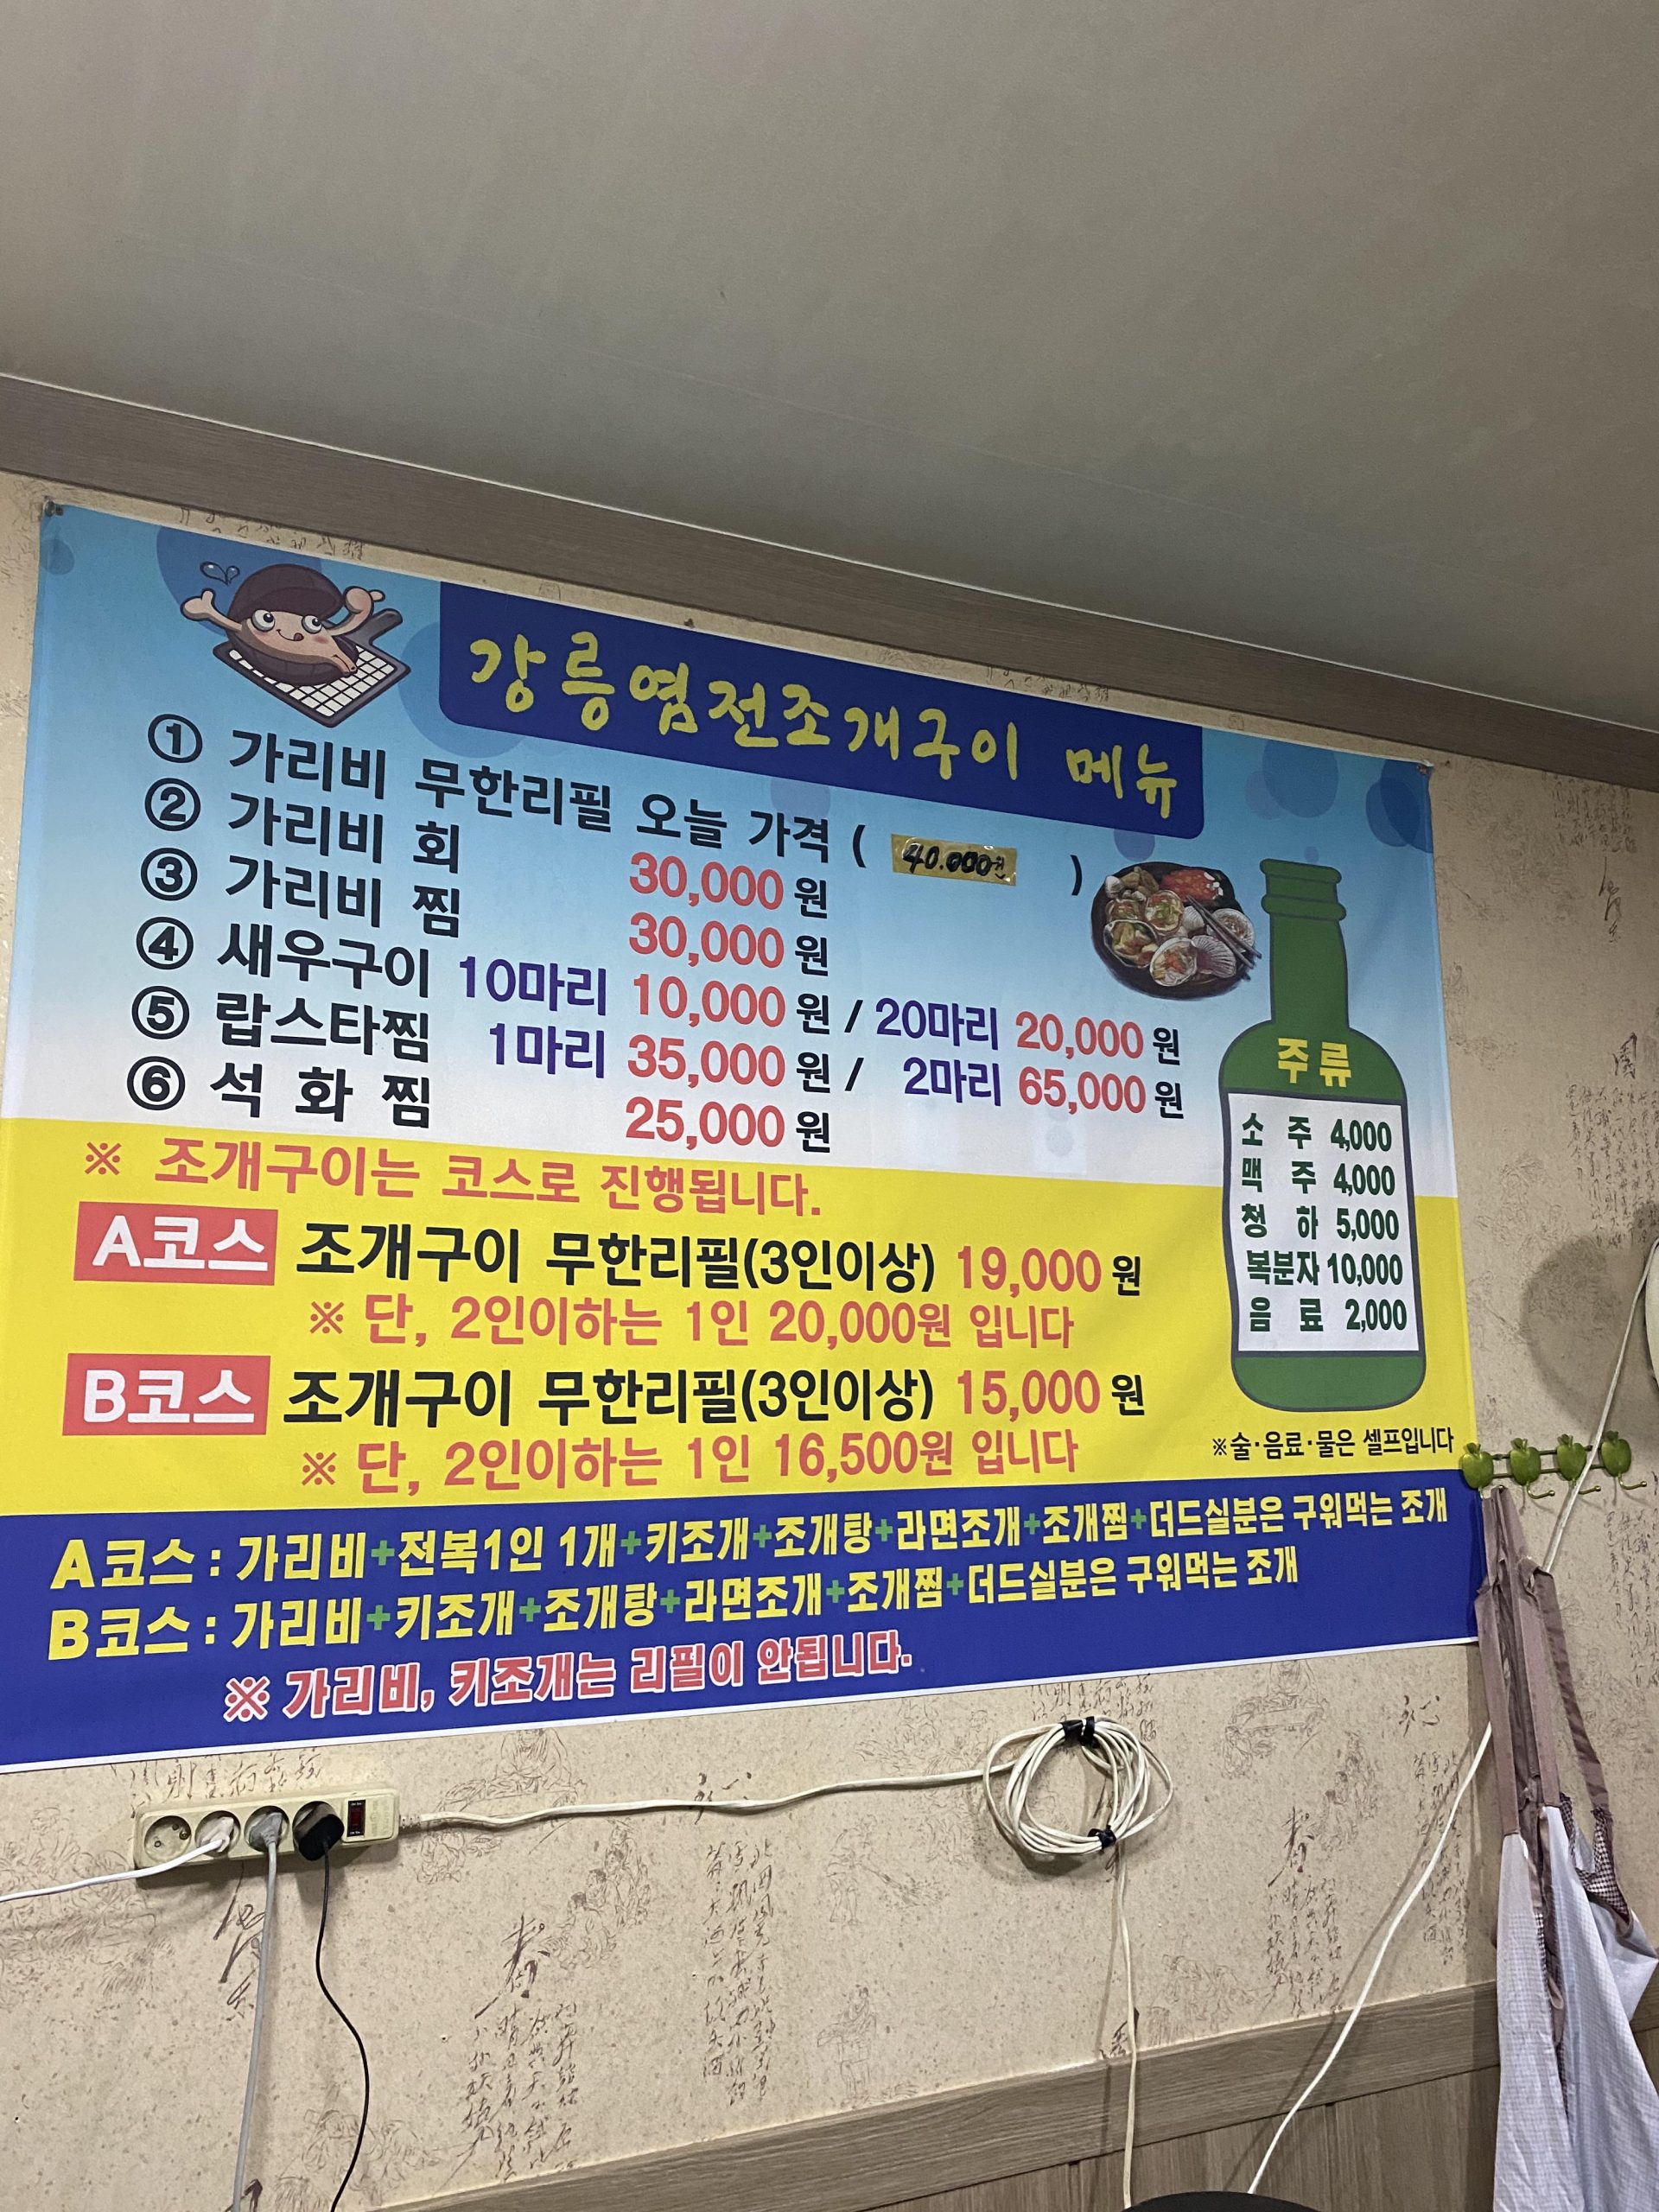 강릉염전조개구이 메뉴
① 가리비 무한리필 오늘 가격 ( 40.000원 )
② 가리비 회 30,000 원
③ 가리비 찜 30,000 원
④ 새우구이 10마리 10,000 원 / 20마리 20,000 원
⑤ 랍스타찜 1마리 35,000 원 / 2마리 65,000 원
⑥ 석 화 찜 25,000 원
주류
소 주 4,000
맥 주 4,000
청 하 5,000
복분자 10,000
음 료 2,000
※술·음료·물은 셀프입니다
※ 조개구이는 코스로 진행됩니다.
A코스 조개구이 무한리필(3인이상) 19,000 원
※ 단, 2인이하는 1인 20,000원 입니다
B코스 조개구이 무한리필(3인이상) 15,000 원
※ 단, 2인이하는 1인 16,500원 입니다
A코스 : 가리비+전복1인 1개+키조개+조개탕+라면조개+조개찜+더드실분은 구워먹는 조개
B코스 : 가리비+키조개+조개탕+라면조개+조개찜+더드실분은 구워먹는 조개
※ 가리비, 키조개는 리필이 안됩니다.